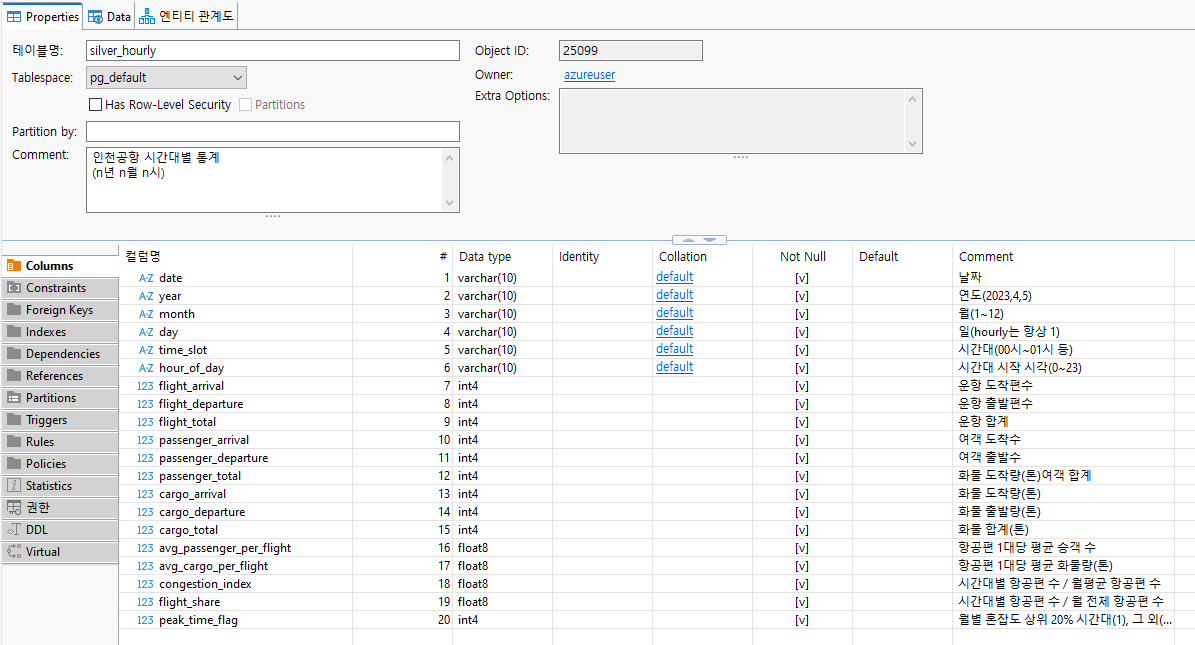 Properties Data 엔티티 관계도
테이블명: silver_hourly Object ID: 25099
Tablespace: pg_default Owner: azureuser
Has Row-Level Security Partitions Extra Options:
Partition by:
Comment: 인천공항 시간대별 통계
(n년 n월 n시)
Columns
Constraints
Foreign Keys
Indexes
Dependencies
References
Partitions
Triggers
Rules
Policies
Statistics
권한
DDL
Virtual
컬럼명 # Data type Identity Collation Not Null Default Comment
A-Z date 1 varchar(10) default [v] 날짜
A-Z year 2 varchar(10) default [v] 연도(2023,4,5)
A-Z month 3 varchar(10) default [v] 월(1~12)
A-Z day 4 varchar(10) default [v] 일(hourly는 항상 1)
A-Z time_slot 5 varchar(10) default [v] 시간대(00시~01시 등)
A-Z hour_of_day 6 varchar(10) default [v] 시간대 시작 시각(0~23)
123 flight_arrival 7 int4 [v] 운항 도착편수
123 flight_departure 8 int4 [v] 운항 출발편수
123 flight_total 9 int4 [v] 운항 합계
123 passenger_arrival 10 int4 [v] 여객 도착수
123 passenger_departure 11 int4 [v] 여객 출발수
123 passenger_total 12 int4 [v] 화물 도착량(톤)여객 합계
123 cargo_arrival 13 int4 [v] 화물 도착량(톤)
123 cargo_departure 14 int4 [v] 화물 출발량(톤)
123 cargo_total 15 int4 [v] 화물 합계(톤)
123 avg_passenger_per_flight 16 float8 [v] 항공편 1대당 평균 승객 수
123 avg_cargo_per_flight 17 float8 [v] 항공편 1대당 평균 화물량(톤)
123 congestion_index 18 float8 [v] 시간대별 항공편 수 / 월평균 항공편 수
123 flight_share 19 float8 [v] 시간대별 항공편 수 / 월 전체 항공편 수
123 peak_time_flag 20 int4 [v] 월별 혼잡도 상위 20% 시간대(1), 그 외(...